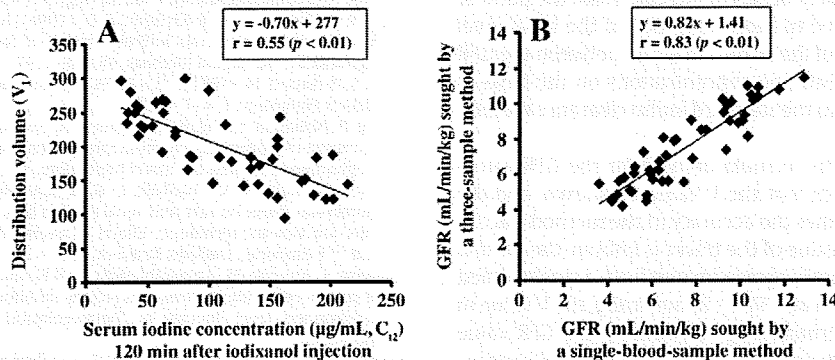 A
y = -0.70x + 277
r = 0.55 (p < 0.01)
Distribution volume (V₁)
350
300
250
200
150
100
50
0
0
50
100
150
200
250
Serum iodine concentration (µg/mL, C₁₂)
120 min after iodixanol injection
B
y = 0.82x + 1.41
r = 0.83 (p < 0.01)
GFR (mL/min/kg) sought by
a three-sample method
14
12
10
8
6
4
2
0
0
2
4
6
8
10
12
14
GFR (mL/min/kg) sought by
a single-blood-sample method